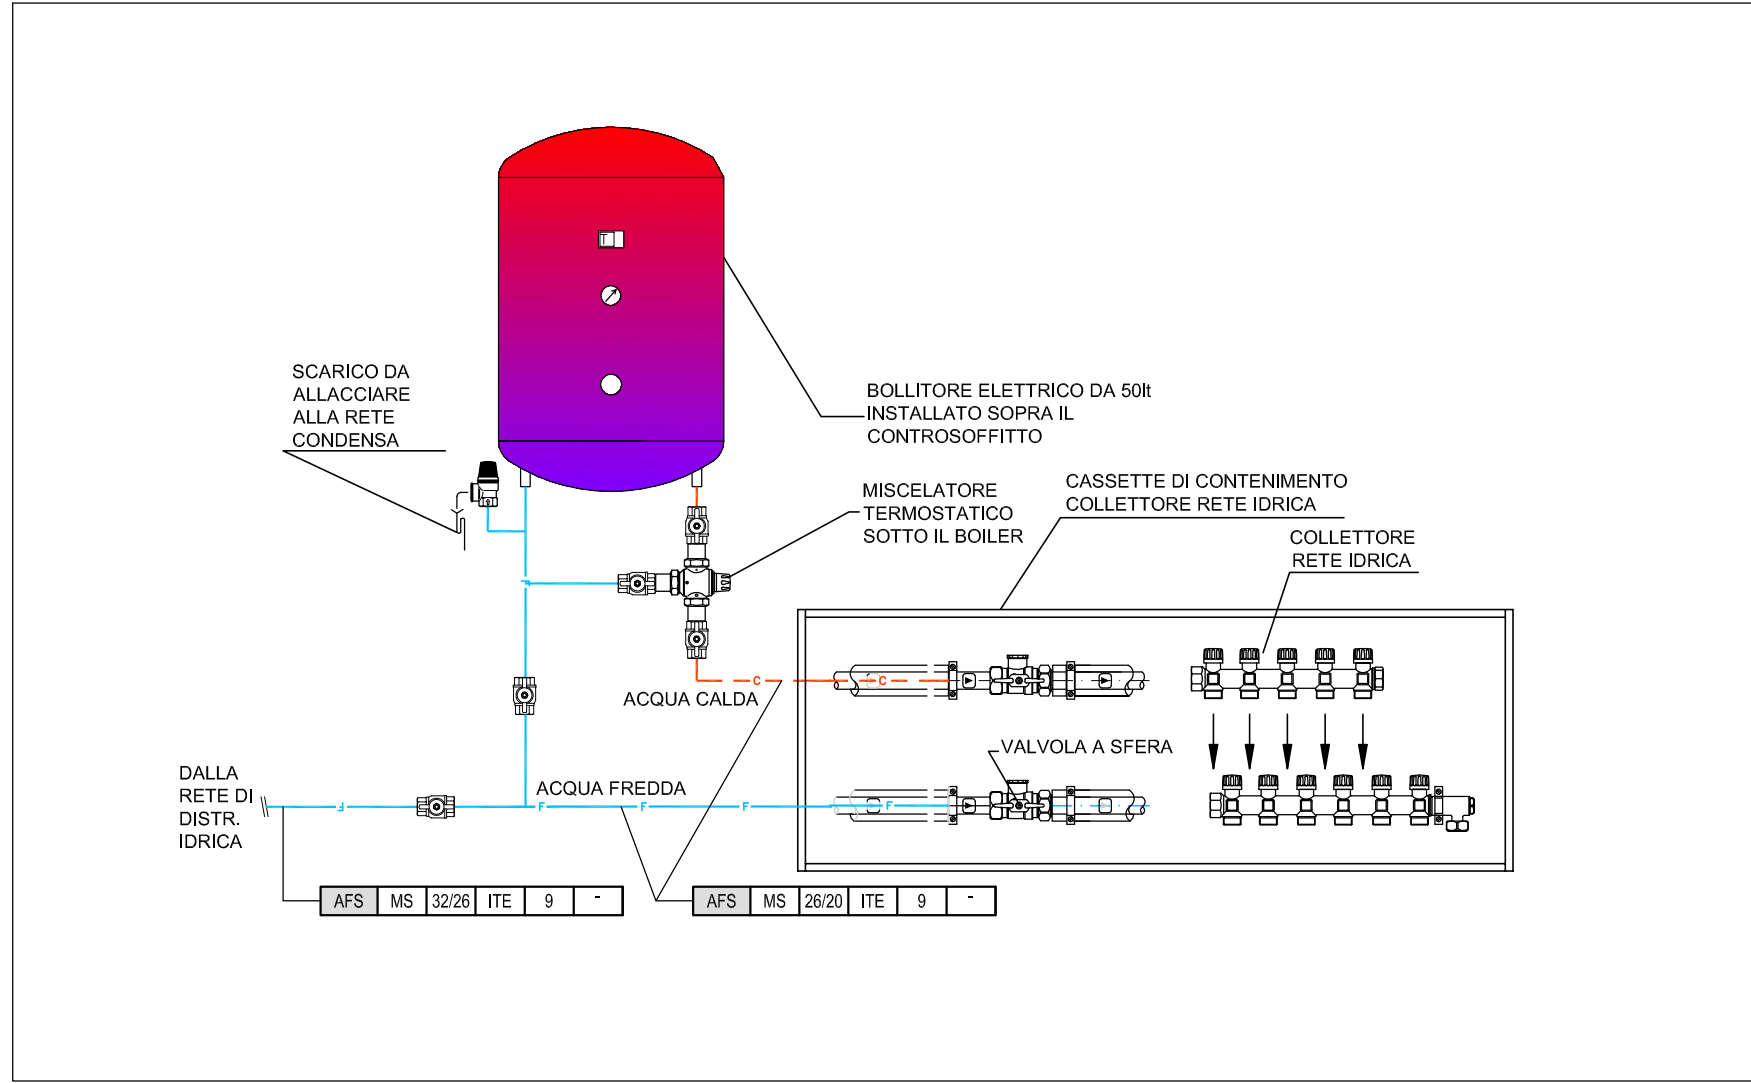 T
SCARICO DA
ALLACCIARE
ALLA RETE
CONDENSA
BOLLITORE ELETTRICO DA 50lt
INSTALLATO SOPRA IL
CONTROSOFFITTO
MISCELATORE
TERMOSTATICO
SOTTO IL BOILER
CASSETTE DI CONTENIMENTO
COLLETTORE RETE IDRICA
COLLETTORE
RETE IDRICA
F
C
C
ACQUA CALDA
VALVOLA A SFERA
DALLA
RETE DI
DISTR.
IDRICA
ACQUA FREDDA
F
F
F
F
F
AFS MS 32/26 ITE 9 -
AFS MS 26/20 ITE 9 -